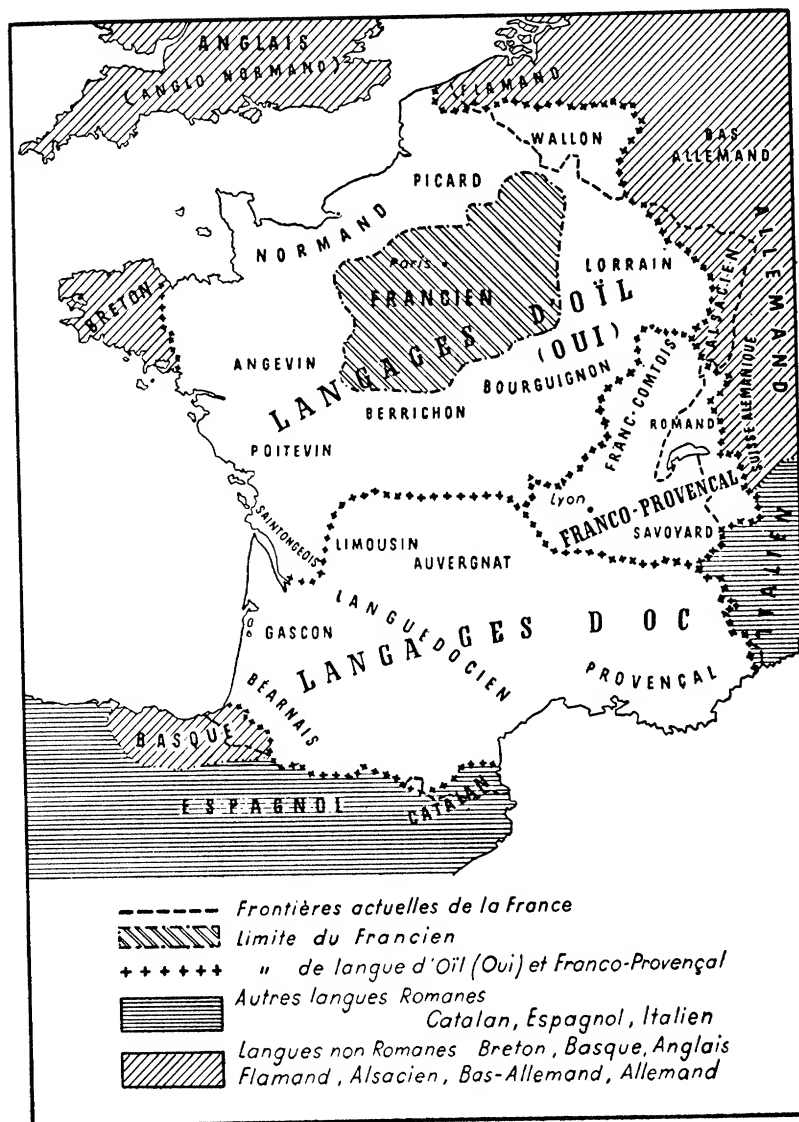 ANGLAIS
(ANGLO NORMAND)
FLAMAND
WALLON
BAS
ALLEMAND
PICARD
NORMAND
ALLEMAND
Paris
FRANCIEN
LORRAIN
ALSACIEN
BRETON
LANGAGES D'OÏL
(OUI)
ANGEVIN
BOURGUIGNON
BERRICHON
FRANC-COMTOIS
ROMAND
SUISSE ALEMANIQUE
POITEVIN
Lyon
FRANCO-PROVENÇAL
SAVOYARD
ITALIEN
SAINTONGEOIS
LIMOUSIN
AUVERGNAT
LANGUEDOCIEN
GASCON
LANGAGES D OC
PROVENÇAL
BÉARNAIS
BASQUE
ESPAGNOL
CATALAN
Frontières actuelles de la France
Limite du Francien
" de langue d'Oïl (Oui) et Franco-Provençal
Autres langues Romanes
Catalan, Espagnol, Italien
Langues non Romanes Breton, Basque, Anglais
Flamand, Alsacien, Bas-Allemand, Allemand